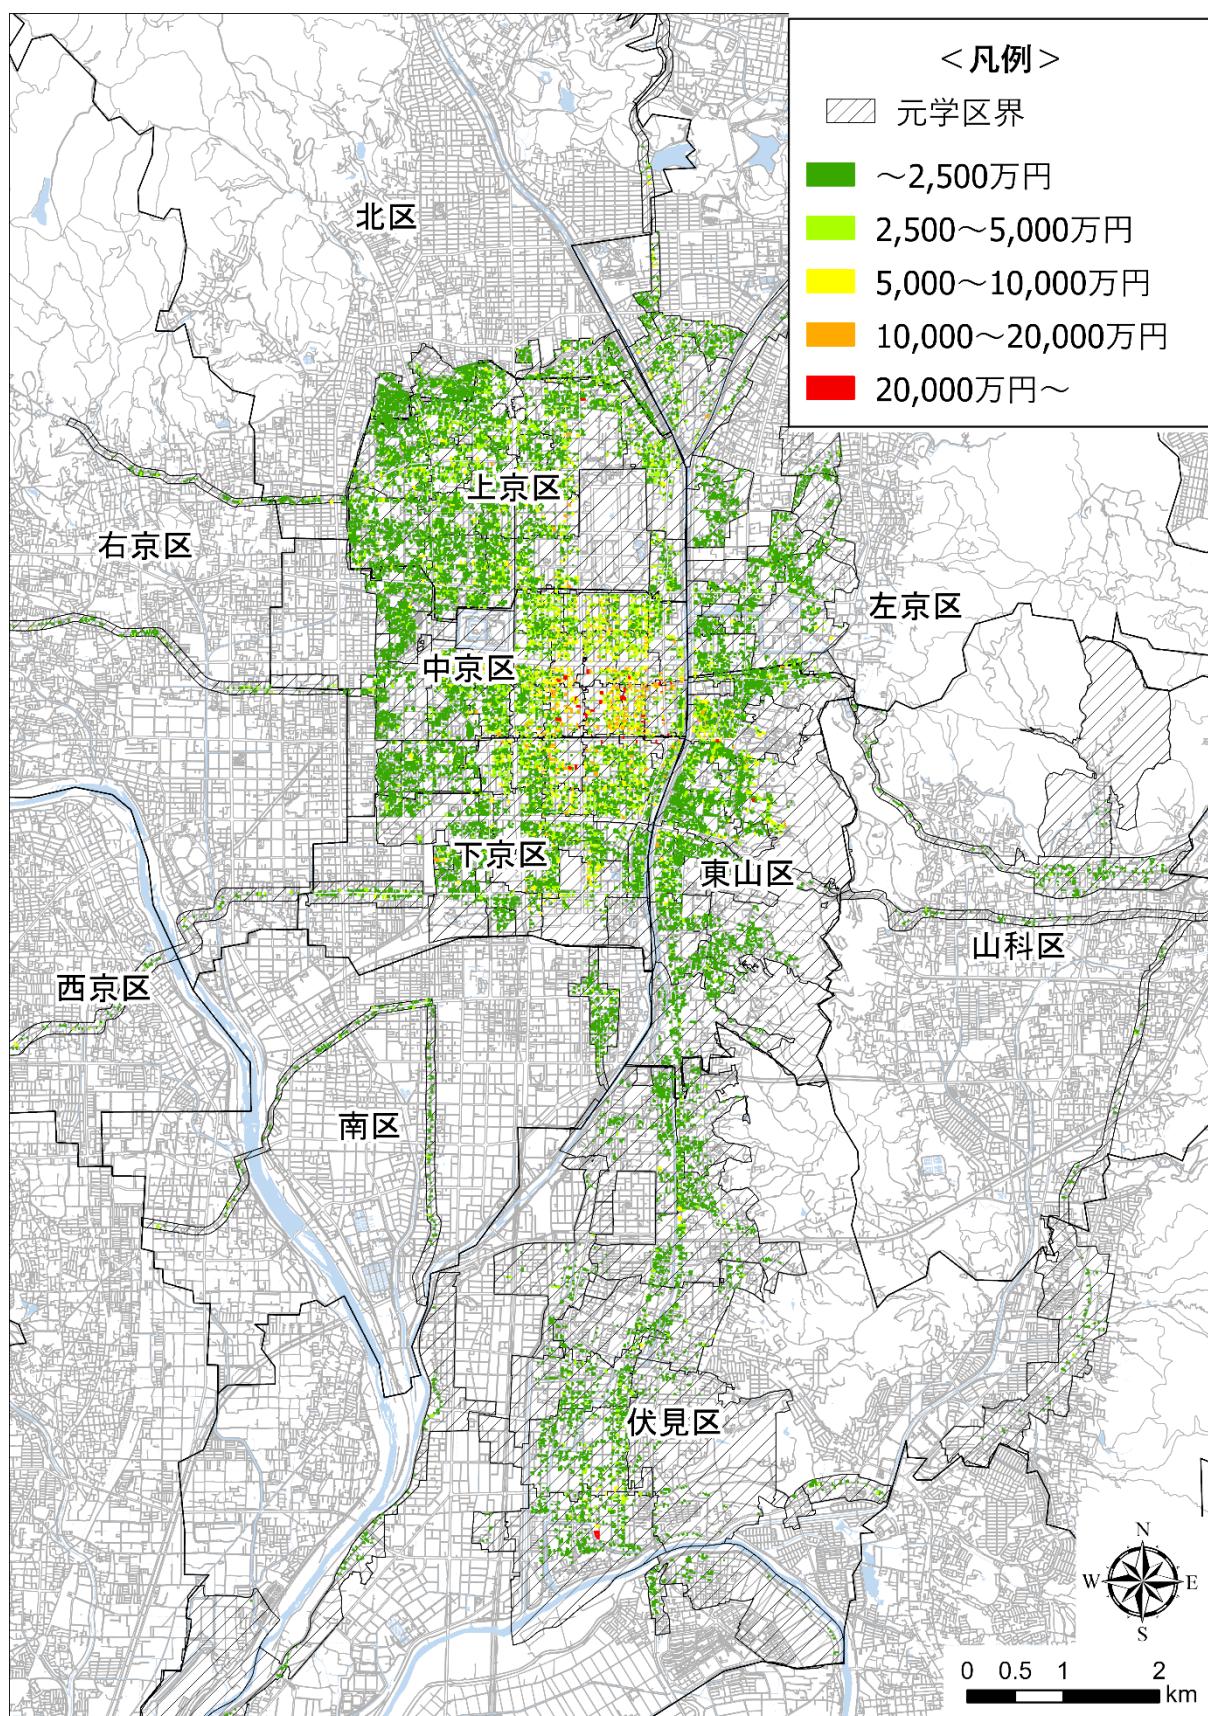 ＜凡例＞
元学区界
～2,500万円
2,500～5,000万円
5,000～10,000万円
10,000～20,000万円
20,000万円～
北区
上京区
右京区
左京区
中京区
下京区
東山区
山科区
西京区
南区
伏見区
N
W E
S
0 0.5 1 2
km